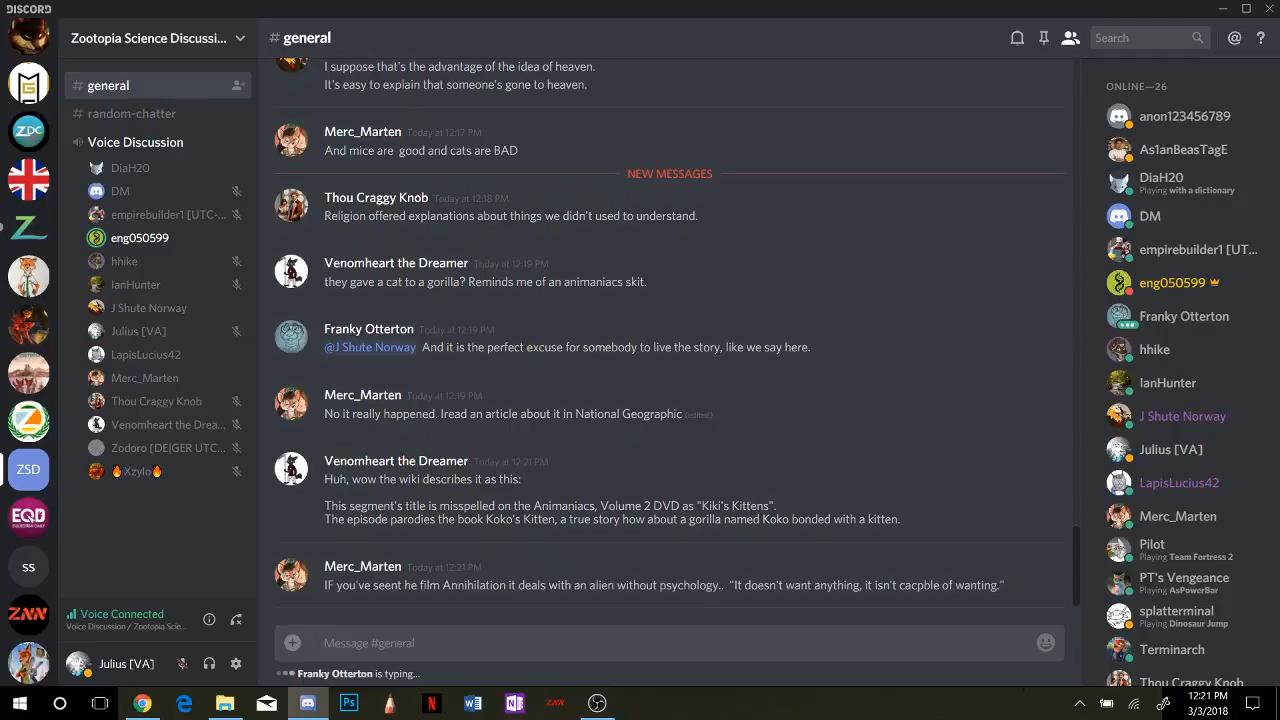 DISCORD
Zootopia Science Discussi...
# general
Search
@
?
# general
# random-chatter
Voice Discussion
DiaH20
DM
empirebuilder1 [UTC-...
eng050599
hhike
IanHunter
J Shute Norway
Julius [VA]
LapisLucius42
Merc_Marten
Thou Craggy Knob
Venomheart the Drea...
Zodoro [DE|GER UTC...
🔥Xzylo🔥
ZDC
ZSD
EQD
ss
ZNN
Voice Connected
Voice Discussion / Zootopia Scie...
Julius [VA]
I suppose that's the advantage of the idea of heaven.
It's easy to explain that someone's gone to heaven.
Merc_Marten Today at 12:17 PM
And mice are good and cats are BAD
NEW MESSAGES
Thou Craggy Knob Today at 12:18 PM
Religion offered explanations about things we didn't used to understand.
Venomheart the Dreamer Today at 12:19 PM
they gave a cat to a gorilla? Reminds me of an animaniacs skit.
Franky Otterton Today at 12:19 PM
@J Shute Norway And it is the perfect excuse for somebody to live the story, like we say here.
Merc_Marten Today at 12:19 PM
No it really happened. Iread an article about it in National Geographic (edited)
Venomheart the Dreamer Today at 12:21 PM
Huh, wow the wiki describes it as this:
This segment's title is misspelled on the Animaniacs, Volume 2 DVD as "Kiki's Kittens".
The episode parodies the book Koko's Kitten, a true story how about a gorilla named Koko bonded with a kitten.
Merc_Marten Today at 12:21 PM
If you've seent he film Annihilation it deals with an alien without psychology.. "It doesn't want anything, it isn't cacpble of wanting."
Message #general
Franky Otterton is typing...
ONLINE—26
anon123456789
As1anBeasTagE
DiaH20
Playing with a dictionary
DM
empirebuilder1 [UT...
eng050599
Franky Otterton
hhike
IanHunter
J Shute Norway
Julius [VA]
LapisLucius42
Merc_Marten
Pilot
Playing Team Fortress 2
PT's Vengeance
Playing AsPowerBar
splatterminal
Playing Dinosaur Jump
Terminarch
Thou Craggy Knob
Ps
N
W
N
ZNN
12:21 PM
3/3/2018